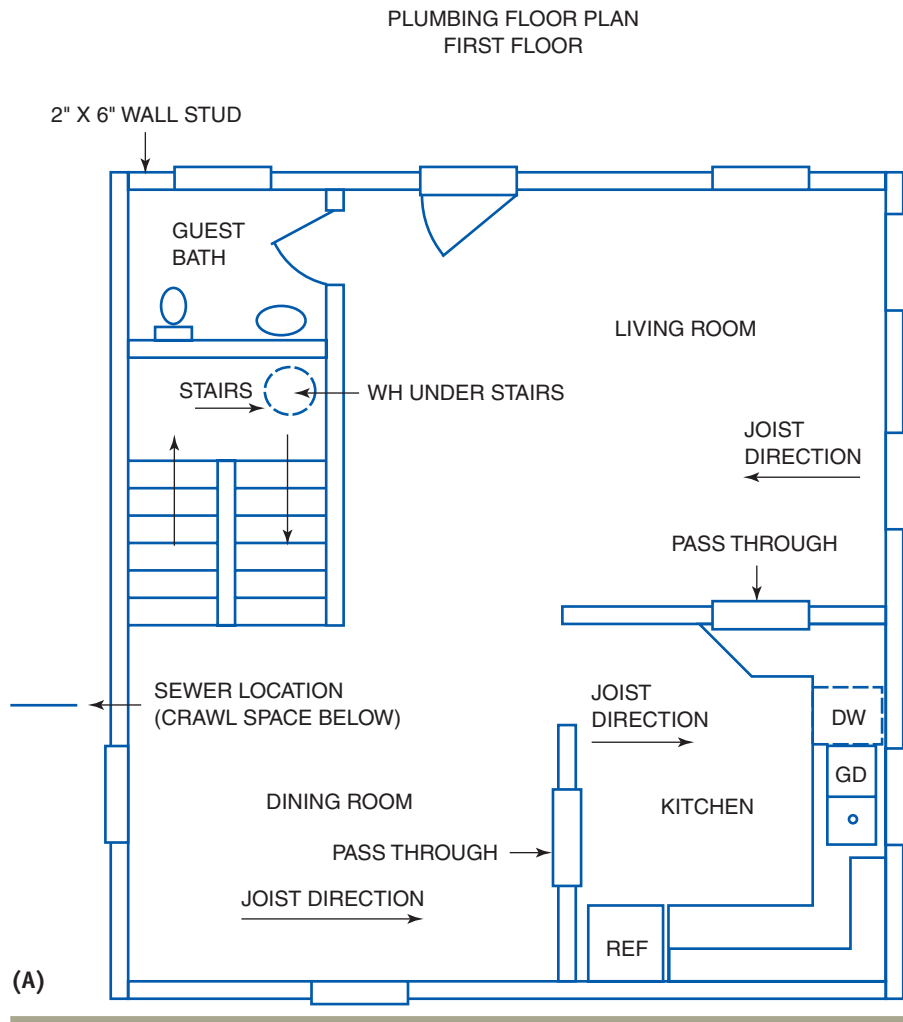 PLUMBING FLOOR PLAN
FIRST FLOOR
2" X 6" WALL STUD
GUEST
BATH
LIVING ROOM
STAIRS
WH UNDER STAIRS
JOIST
DIRECTION
PASS THROUGH
SEWER LOCATION
(CRAWL SPACE BELOW)
JOIST
DIRECTION
DW
GD
DINING ROOM
KITCHEN
PASS THROUGH
JOIST DIRECTION
REF
(A)